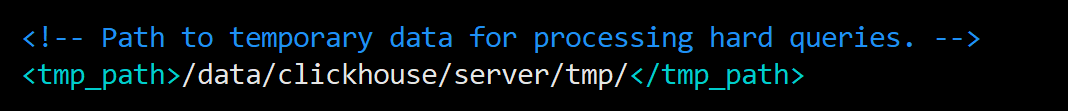 <!-- Path to temporary data for processing hard queries. -->
<tmp_path>/data/clickhouse/server/tmp/</tmp_path>